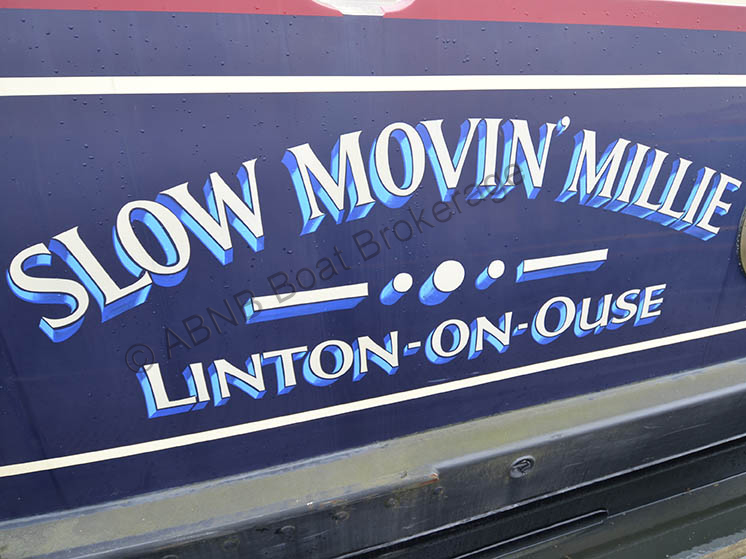 SLOW MOVIN' MILLIE
LINTON-ON-OUSE
© ABNB Boat Brokerage